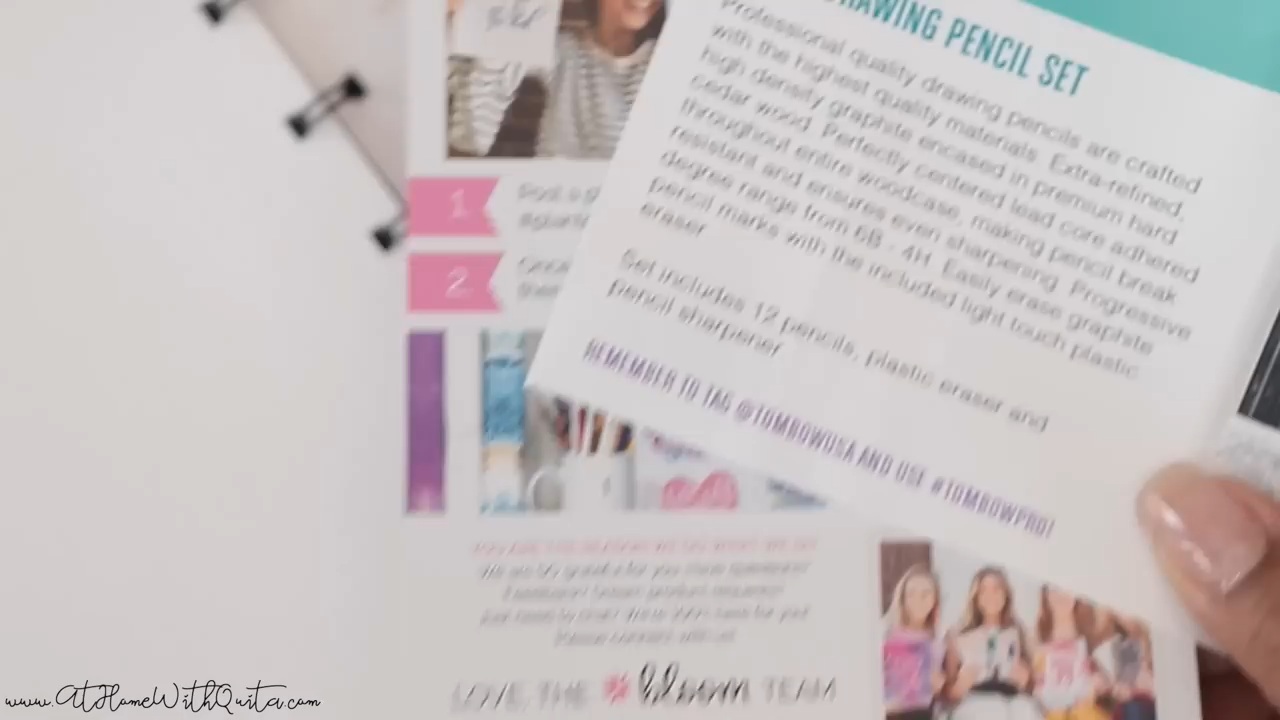 DRAWING PENCIL SET
Professional quality drawing pencils are crafted
with the highest quality materials. Extra-refined,
high density graphite encased in premium hard
cedar wood. Perfectly centered lead core adhered
throughout entire woodcase, making pencil break
resistant and ensures even sharpening. Progressive
degree range from 6B - 4H. Easily erase graphite
pencil marks with the included light touch plastic
eraser.
Set includes 12 pencils, plastic eraser and
pencil sharpener.
REMEMBER TO TAG @TOMBOWUSA AND USE #TOMBOWPRO!
1
Post a
2
LOVE, THE bloom TEAM
www.AtHomeWithQuita.com